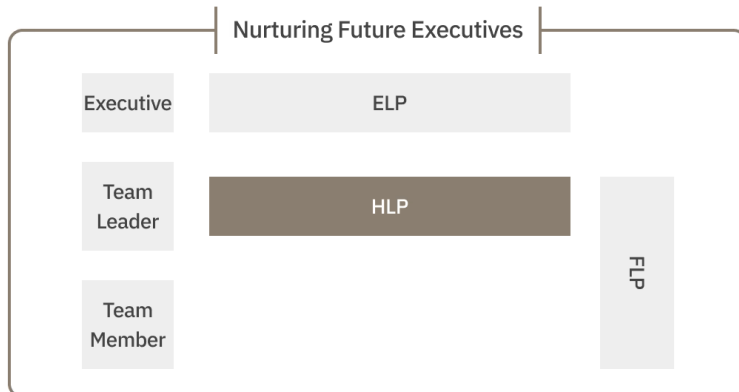 Nurturing Future Executives
Executive
ELP
Team
Leader
HLP
FLP
Team
Member